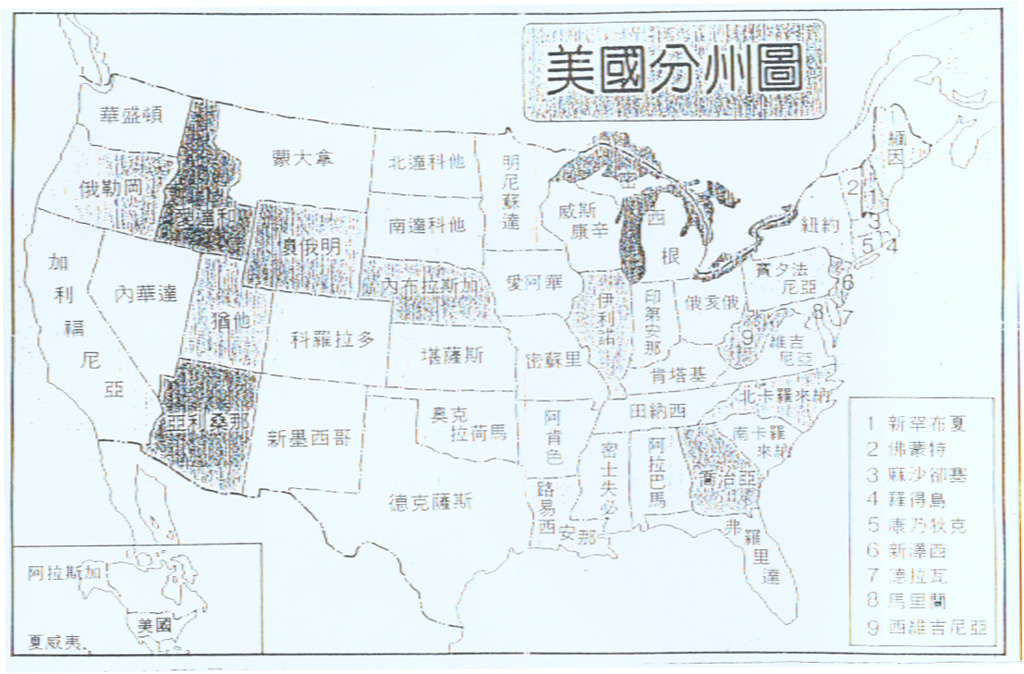 美國分州圖
華盛頓
俄勒岡
愛達和
蒙大拿
北達科他
南達科他
明尼蘇達
威斯
康辛
密西根
緬因
紐約
加利福尼亞
內華達
猶他
懷俄明
內布拉斯加
愛阿華
伊利諾
印第安那
俄亥俄
賓夕法
尼亞
科羅拉多
堪薩斯
密蘇里
肯塔基
維吉
尼亞
亞利桑那
新墨西哥
奧克
拉荷馬
阿肯色
田納西
北卡羅來納
南卡羅
來納
德克薩斯
路易西安那
密士失必
阿拉巴馬
喬治亞
弗羅里達
2
1
3
4
5
6
7
8
9
1 新罕布夏
2 佛蒙特
3 麻沙卻塞
4 羅得島
5 康乃狄克
6 新澤西
7 德拉瓦
8 馬里蘭
9 西維吉尼亞
阿拉斯加
美國
夏威夷